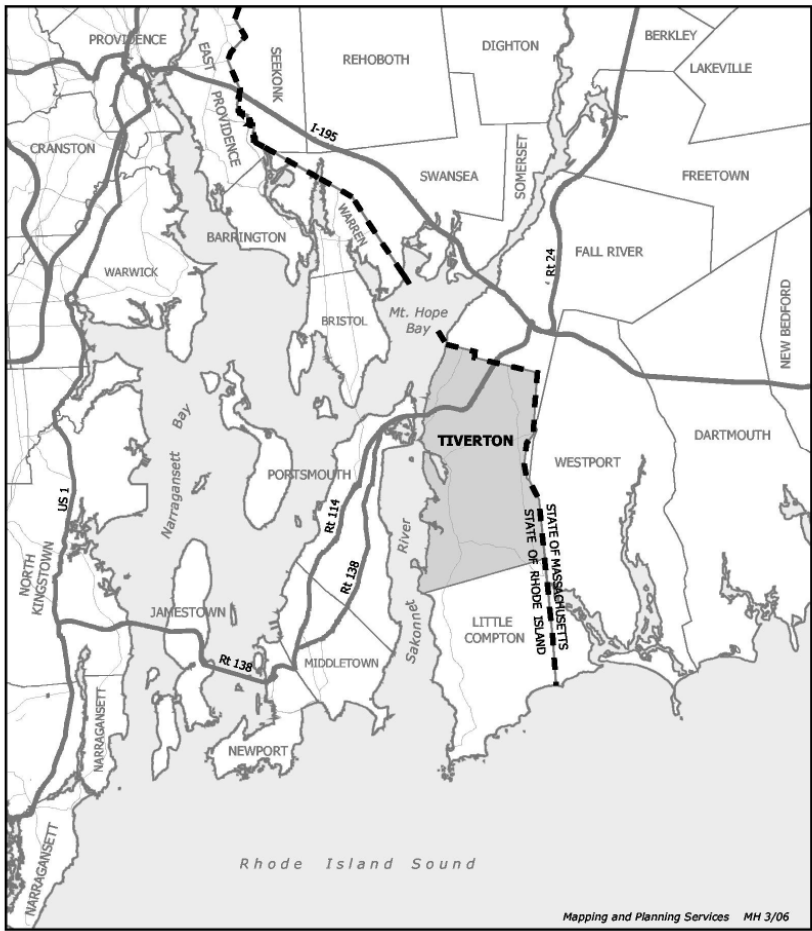 PROVIDENCE
EAST
PROVIDENCE
SEEKONK
REHOBOTH
DIGHTON
BERKLEY
LAKEVILLE
CRANSTON
I-195
SWANSEA
SOMERSET
FREETOWN
BARRINGTON
WARREN
WARWICK
FALL RIVER
Rt 24
BRISTOL
Mt. Hope
Bay
NEW BEDFORD
Narragansett Bay
TIVERTON
DARTMOUTH
WESTPORT
PORTSMOUTH
US 1
Rt 114
Rt 138
Sakonnet River
STATE OF MASSACHUSETTS
STATE OF RHODE ISLAND
NORTH
KINGSTOWN
JAMESTOWN
LITTLE
COMPTON
Rt 138
MIDDLETOWN
NARRAGANSETT
NEWPORT
NARRAGANSETT
Rhode Island Sound
Mapping and Planning Services MH 3/06